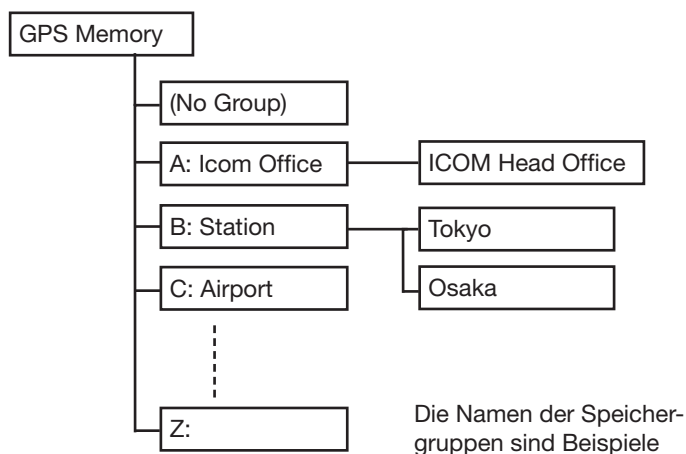 GPS Memory
(No Group)
A: Icom Office
ICOM Head Office
B: Station
Tokyo
C: Airport
Osaka
Z:
Die Namen der Speicher-
gruppen sind Beispiele